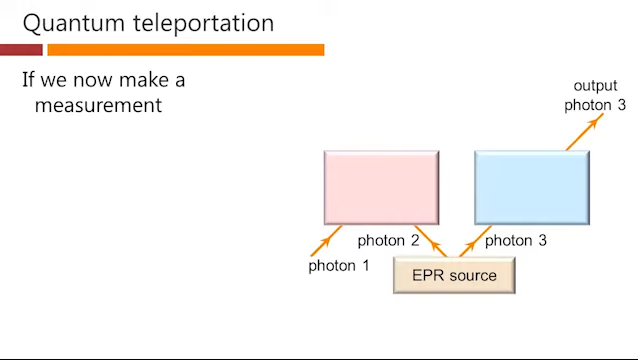 Quantum teleportation
If we now make a
measurement
output
photon 3
photon 2
photon 3
photon 1
EPR source